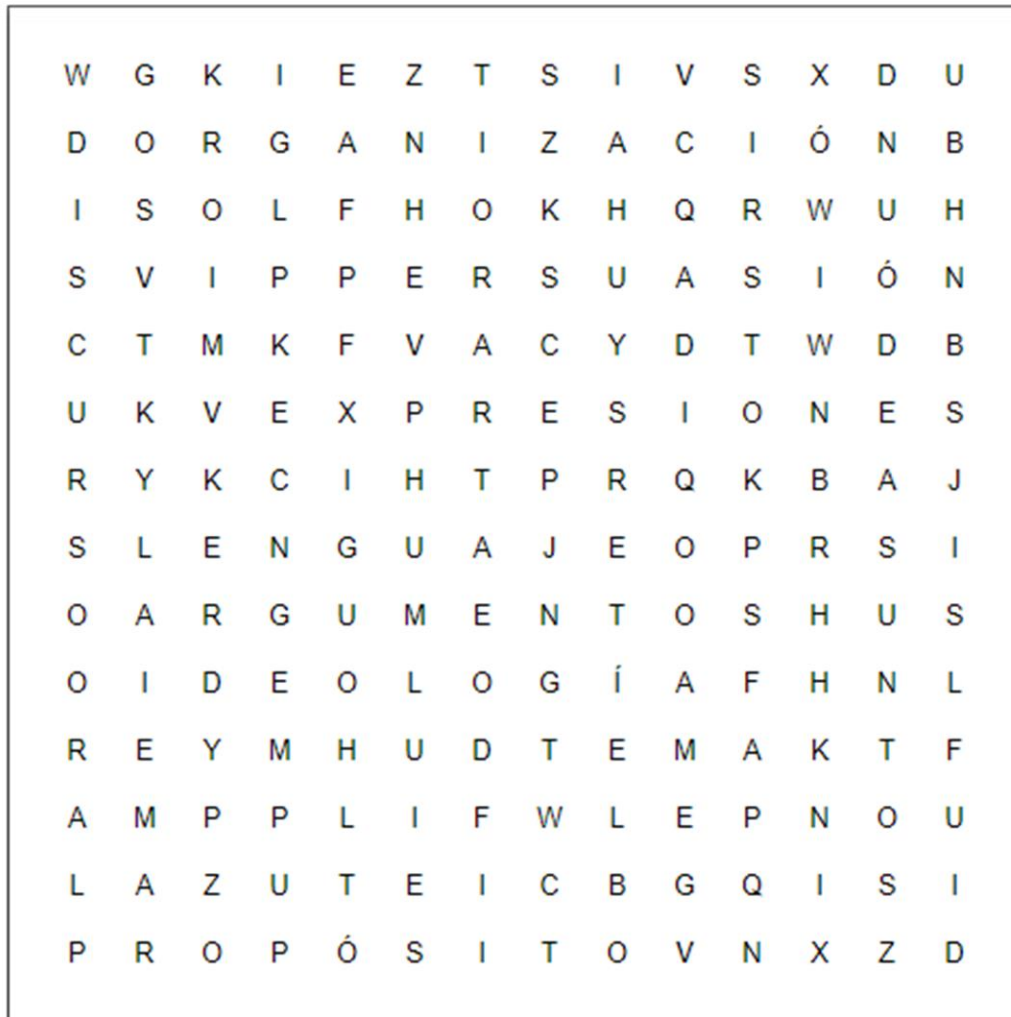 W G K I E Z T S I V S X D U
D O R G A N I Z A C I Ó N B
I S O L F H O K H Q R W U H
S V I P P E R S U A S I Ó N
C T M K F V A C Y D T W D B
U K V E X P R E S I O N E S
R Y K C I H T P R Q K B A J
S L E N G U A J E O P R S I
O A R G U M E N T O S H U S
O I D E O L O G Í A F H N L
R E Y M H U D T E M A K T F
A M P P L I F W L E P N O U
L A Z U T E I C B G Q I S I
P R O P Ó S I T O V N X Z D